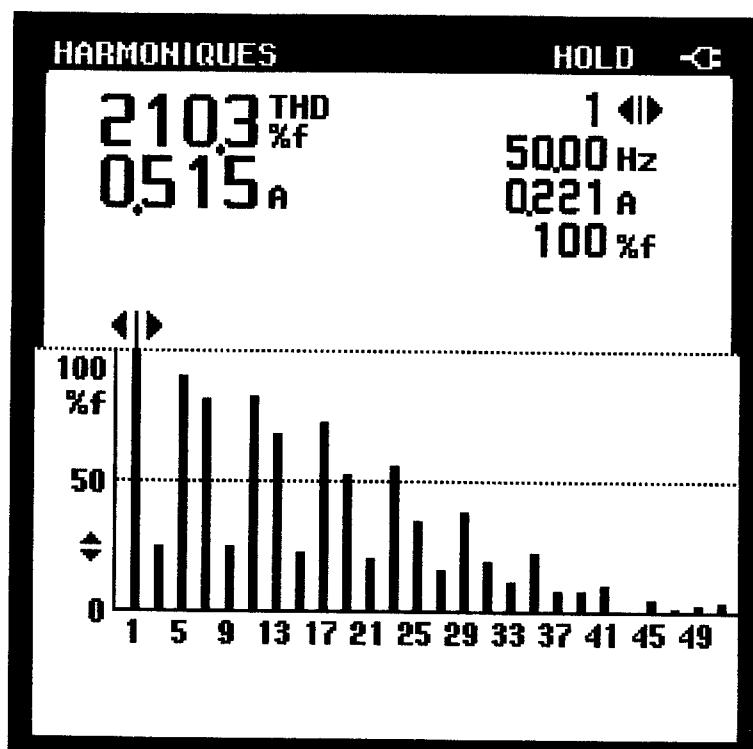 HARMONIQUES HOLD
210.3 THD %f
0.515 A
1
50.00 Hz
0.221 A
100 %f
100
%f
50
0
1 5 9 13 17 21 25 29 33 37 41 45 49